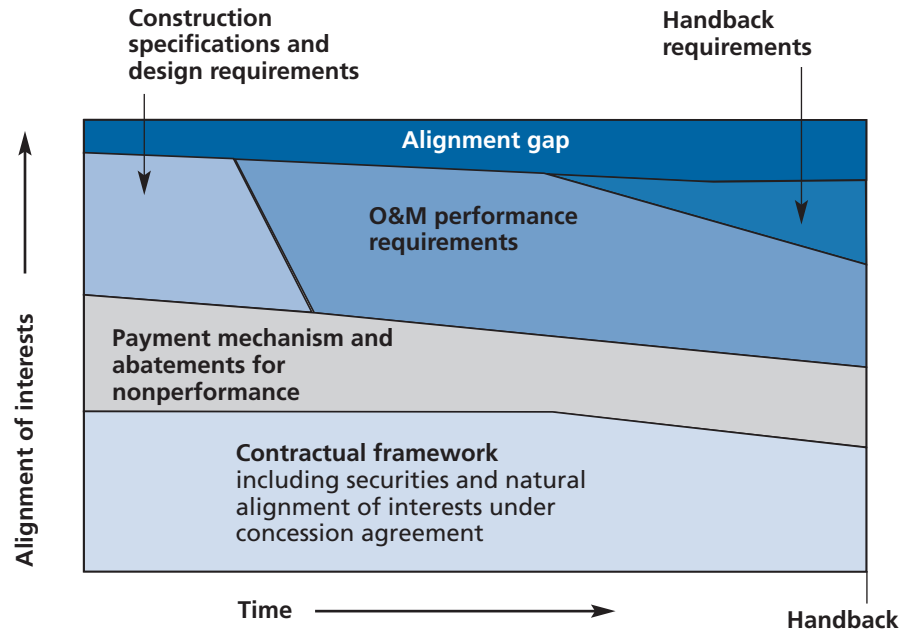 Construction
specifications and
design requirements
Handback
requirements
Alignment gap
O&M performance
requirements
Payment mechanism and
abatements for
nonperformance
Contractual framework
including securities and natural
alignment of interests under
concession agreement
Alignment of interests
Time
Handback